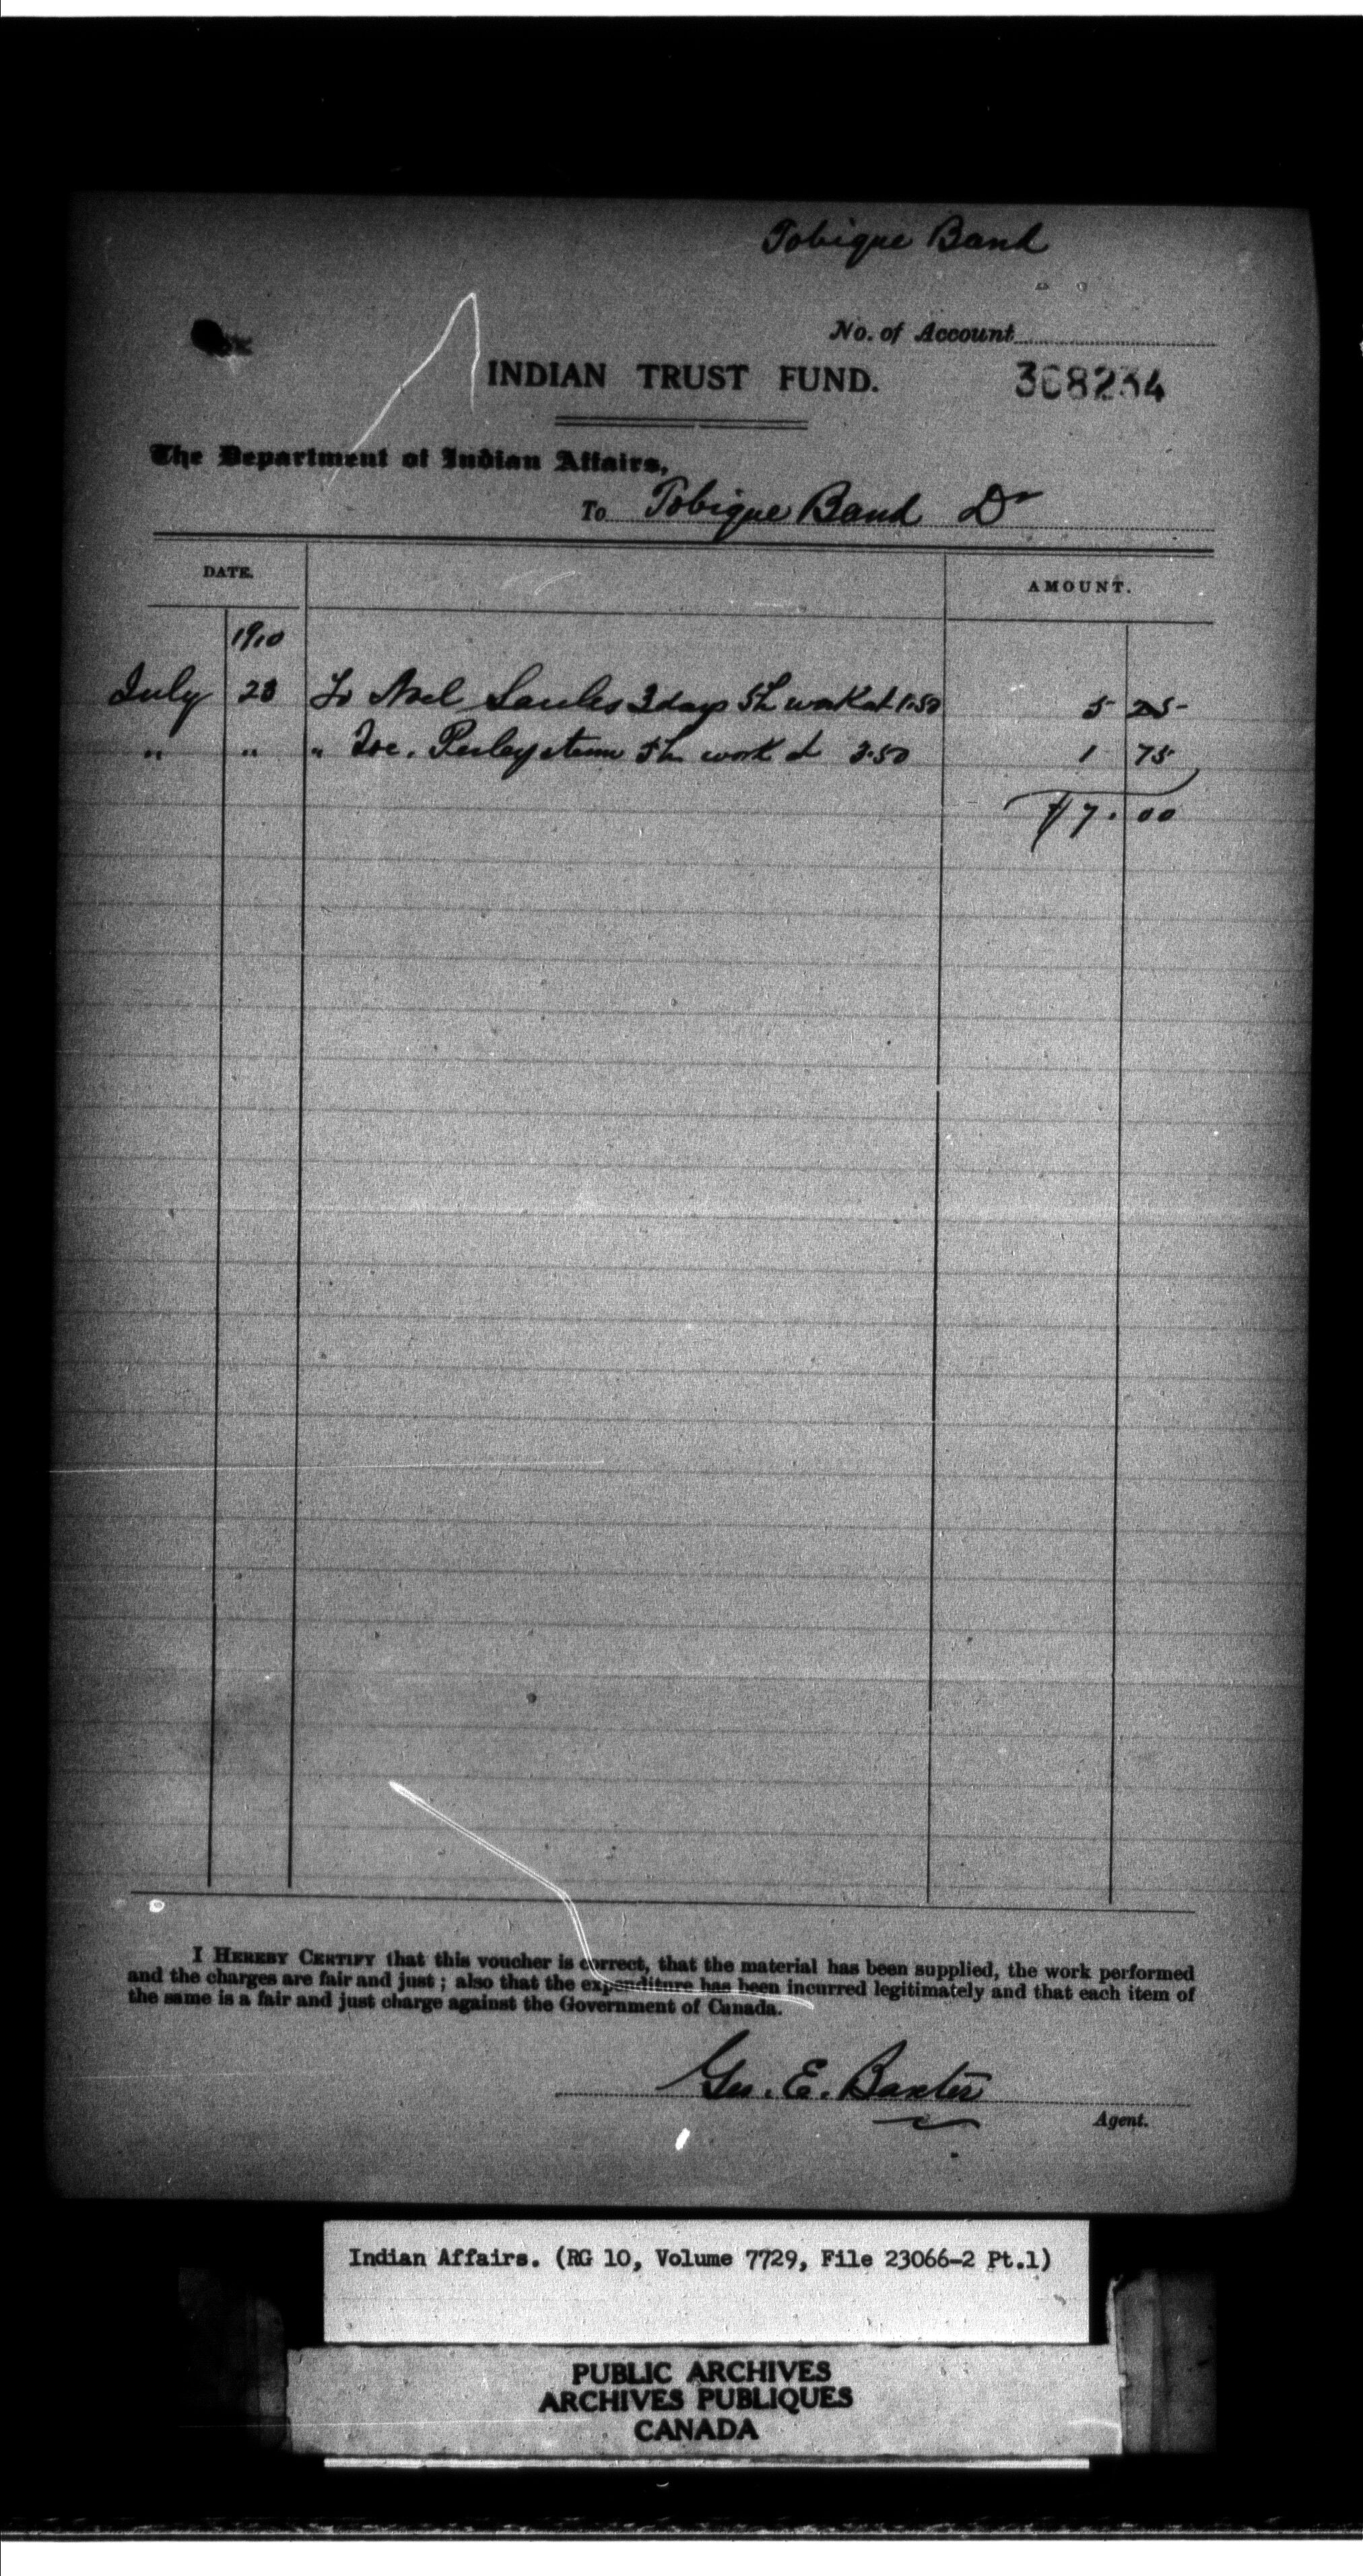 Tobique Band
No. of Account
INDIAN TRUST FUND.
368234
The Department of Indian Affairs,
To Tobique Band Dr
DATE.
AMOUNT.
1910
July 28 To Noel 3 days 5h work at 1.50 5 25
" " " Joe. Perley & team 5h work at 3.50 1 75
$7.00
I HEREBY CERTIFY that this voucher is correct, that the material has been supplied, the work performed
and the charges are fair and just; also that the expenditure has been incurred legitimately and that each item of
the same is a fair and just charge against the Government of Canada.
Geo. E. Baxter
Agent.
Indian Affairs. (RG 10, Volume 7729, File 23066-2 Pt.1)
PUBLIC ARCHIVES
ARCHIVES PUBLIQUES
CANADA